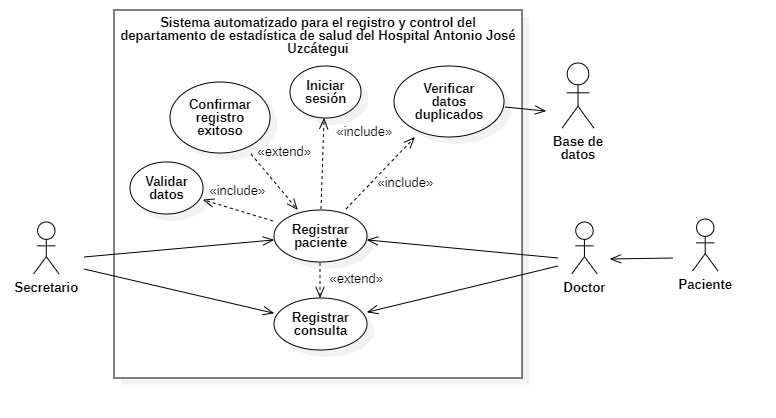 Sistema automatizado para el registro y control del
departamento de estadística de salud del Hospital Antonio José
Uzcátegui
Iniciar
sesión
Verificar
datos
duplicados
Confirmar
registro
exitoso
«include»
Base de
datos
«extend»
Validar
datos
«include»
«include»
Registrar
paciente
Secretario
«extend»
Doctor
Paciente
Registrar
consulta